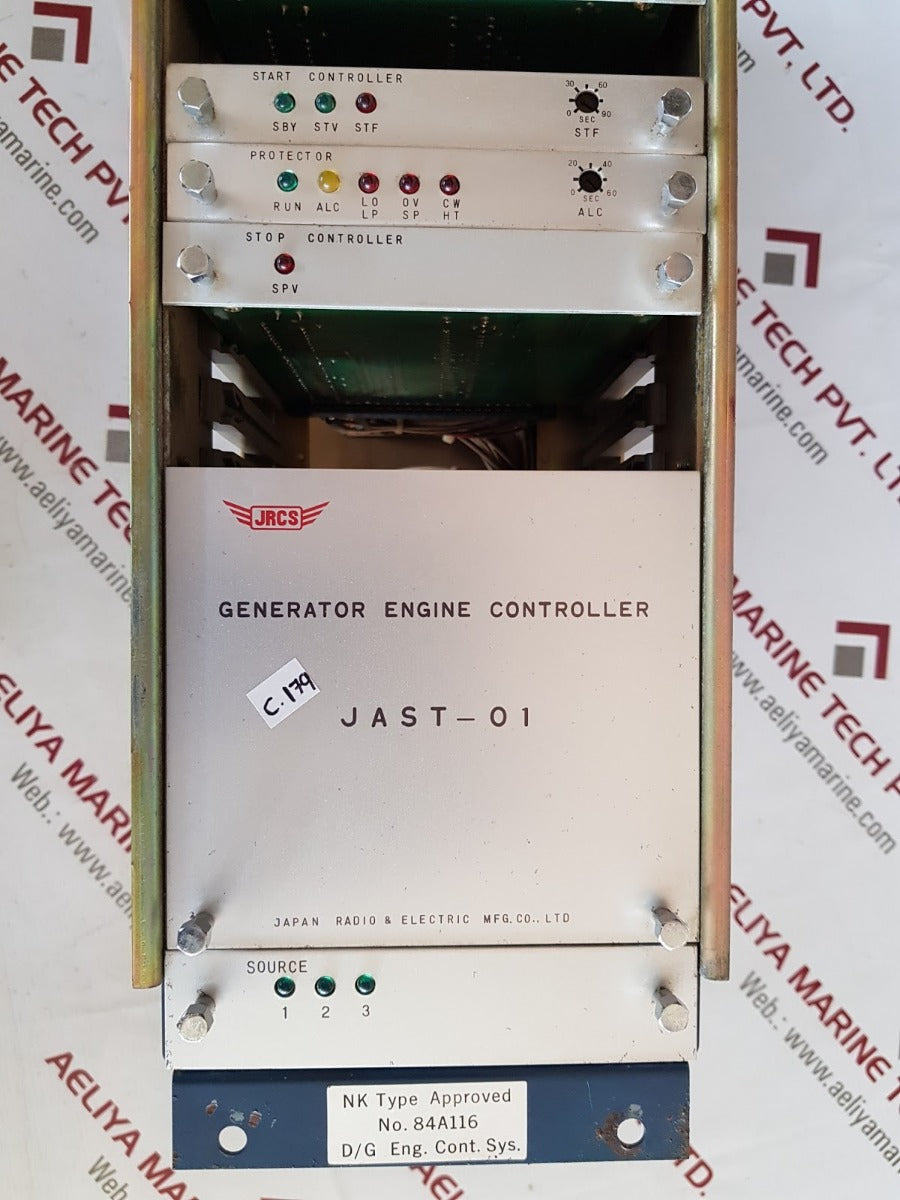 START CONTROLLER
SBY STV STF
30 60
0 90
SEC
STF
PROTECTOR
RUN ALC LO LP OV SP CW HT
20 40
0 60
SEC
ALC
STOP CONTROLLER
SPV
JRCS
GENERATOR ENGINE CONTROLLER
C.179
JAST-01
JAPAN RADIO & ELECTRIC MFG.CO., LTD
SOURCE
1 2 3
NK Type Approved
No. 84A116
D/G Eng. Cont. Sys.
TECH PVT. LTD.
MARINE TECH PVT. LTD.
www.aeliyamarine.com
AELIYA MARINE
Web.: www.aeliyamarine.com